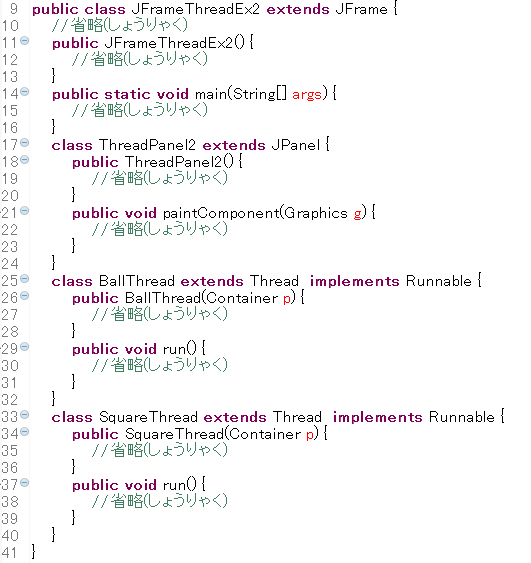 9 public class JFrameThreadEx2 extends JFrame {
10 //省略(しょうりゃく)
11 public JFrameThreadEx2() {
12 //省略(しょうりゃく)
13 }
14 public static void main(String[] args) {
15 //省略(しょうりゃく)
16 }
17 class ThreadPanel2 extends JPanel {
18 public ThreadPanel2() {
19 //省略(しょうりゃく)
20 }
21 public void paintComponent(Graphics g) {
22 //省略(しょうりゃく)
23 }
24 }
25 class BallThread extends Thread  implements Runnable {
26 public BallThread(Container p) {
27 //省略(しょうりゃく)
28 }
29 public void run() {
30 //省略(しょうりゃく)
31 }
32 }
33 class SquareThread extends Thread  implements Runnable {
34 public SquareThread(Container p) {
35 //省略(しょうりゃく)
36 }
37 public void run() {
38 //省略(しょうりゃく)
39 }
40 }
41 }